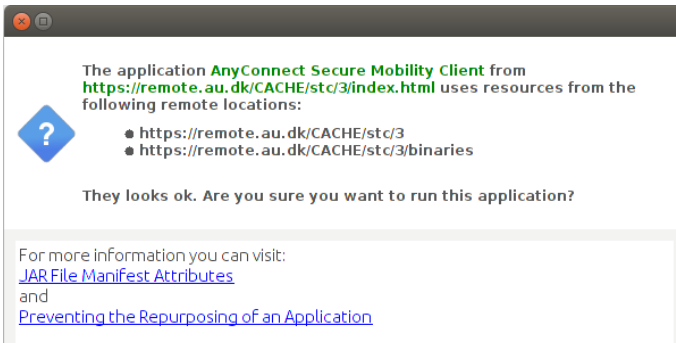 The application AnyConnect Secure Mobility Client from
https://remote.au.dk/CACHE/stc/3/index.html uses resources from the
following remote locations:
https://remote.au.dk/CACHE/stc/3
https://remote.au.dk/CACHE/stc/3/binaries
They looks ok. Are you sure you want to run this application?
For more information you can visit:
JAR File Manifest Attributes
and
Preventing the Repurposing of an Application